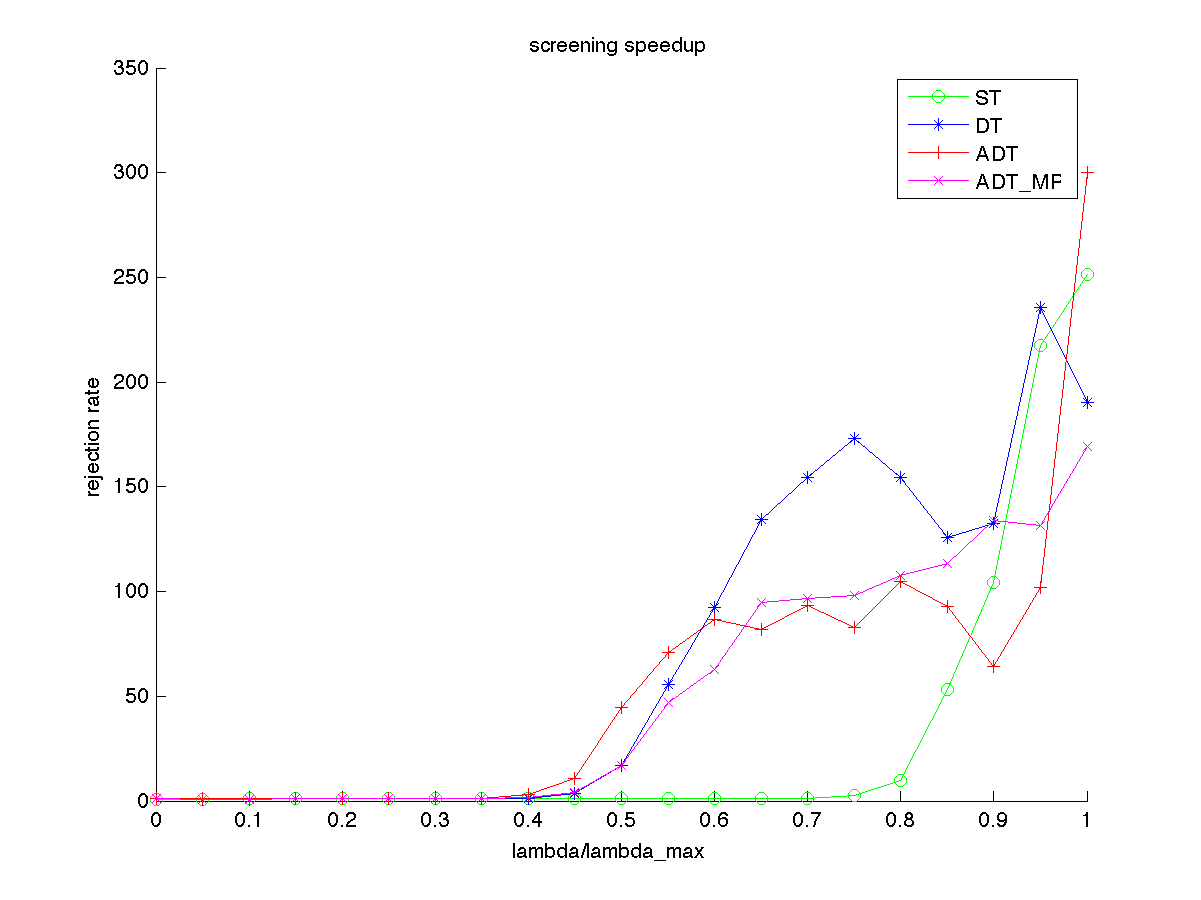 screening speedup
350
300
250
200
150
100
50
0
rejection rate
ST
DT
ADT
ADT_MF
0 0.1 0.2 0.3 0.4 0.5 0.6 0.7 0.8 0.9 1
lambda/lambda_max